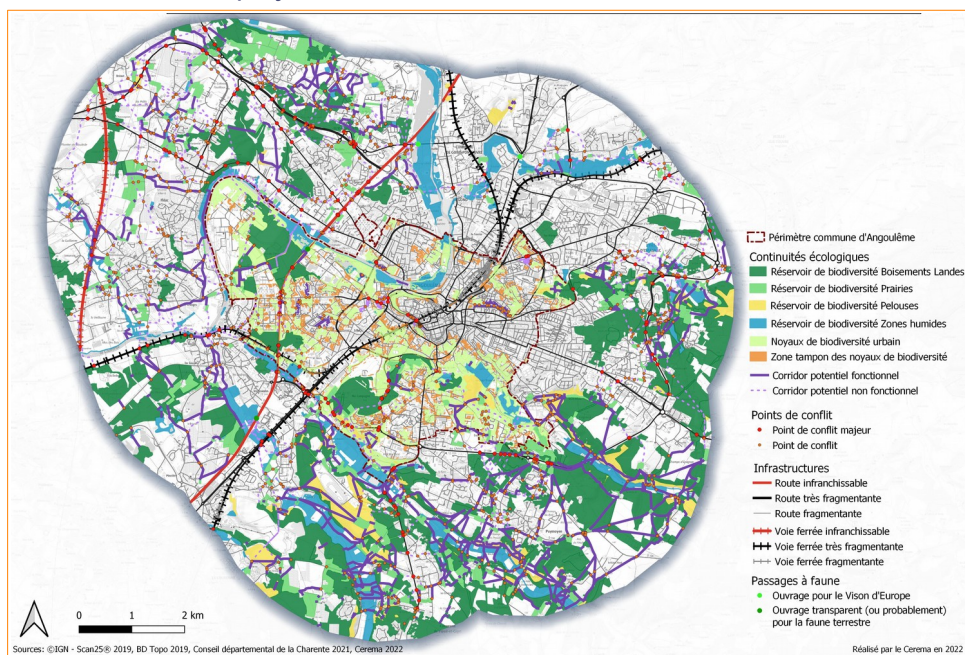 Périmètre commune d'Angoulême
Continuités écologiques
Réservoir de biodiversité Boisements Landes
Réservoir de biodiversité Prairies
Réservoir de biodiversité Pelouses
Réservoir de biodiversité Zones humides
Noyaux de biodiversité urbain
Zone tampon des noyaux de biodiversité
Corridor potentiel fonctionnel
Corridor potentiel non fonctionnel
Points de conflit
Point de conflit majeur
Point de conflit
Infrastructures
Route infranchissable
Route très fragmentante
Route fragmentante
Voie ferrée infranchissable
Voie ferrée très fragmentante
Voie ferrée fragmentante
Passages à faune
Ouvrage pour le Vison d'Europe
Ouvrage transparent (ou probablement)
pour la faune terrestre
0 1 2 km
Sources: ©IGN - Scan25® 2019, BD Topo 2019, Conseil départemental de la Charente 2021, Cerema 2022
Réalisé par le Cerema en 2022